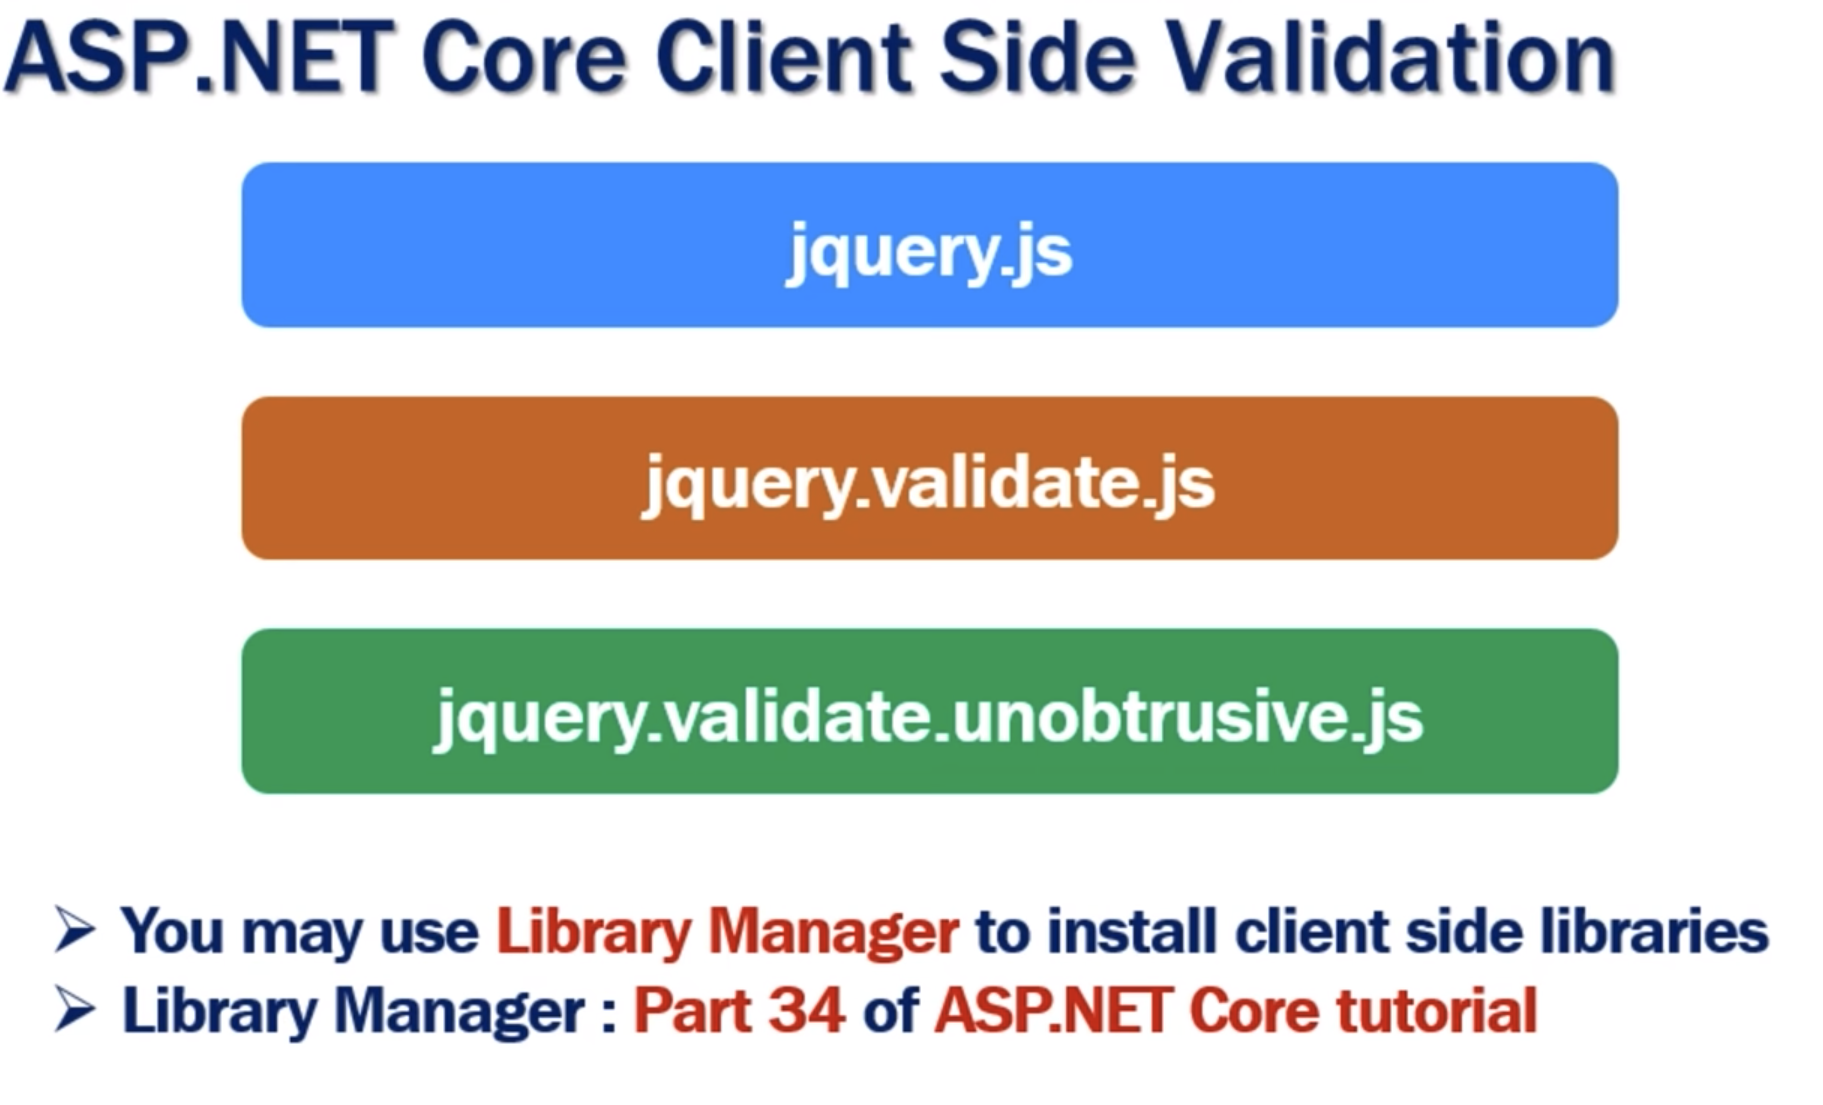 ASP.NET Core Client Side Validation
jquery.js
jquery.validate.js
jquery.validate.unobtrusive.js
➢ You may use Library Manager to install client side libraries
➢ Library Manager : Part 34 of ASP.NET Core tutorial